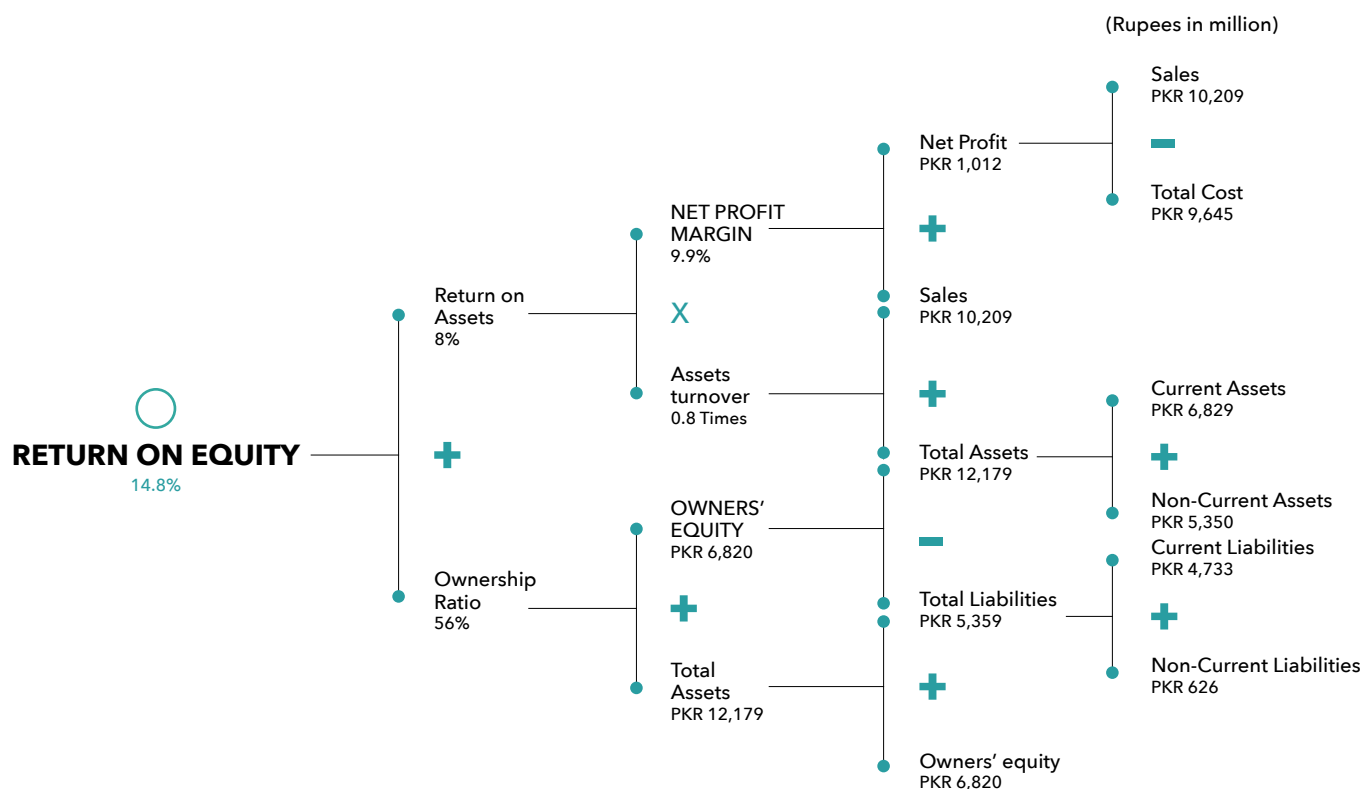 (Rupees in million)
Sales
PKR 10,209
Net Profit
PKR 1,012
Total Cost
PKR 9,645
NET PROFIT
MARGIN
9.9%
Return on
Assets
8%
Sales
PKR 10,209
X
Assets
turnover
0.8 Times
Current Assets
PKR 6,829
RETURN ON EQUITY
14.8%
Total Assets
PKR 12,179
Non-Current Assets
PKR 5,350
OWNERS’
EQUITY
PKR 6,820
Current Liabilities
PKR 4,733
Ownership
Ratio
56%
Total Liabilities
PKR 5,359
Non-Current Liabilities
PKR 626
Total
Assets
PKR 12,179
Owners’ equity
PKR 6,820